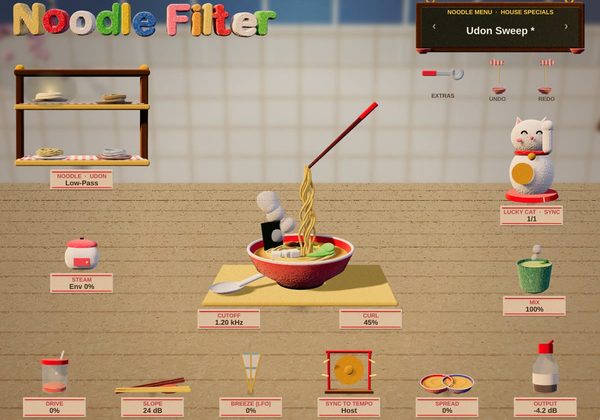 Noodle Filter
NOODLE MENU · HOUSE SPECIALS
‹ Udon Sweep * ›
EXTRAS
UNDO
REDO
NOODLE · UDON
Low-Pass
LUCKY CAT · SYNC
1/1
STEAM
Env 0%
MIX
100%
CUTOFF
1.20 kHz
CURL
45%
DRIVE
0%
SLOPE
24 dB
BREEZE (LFO)
0%
SYNC TO TEMPO
Host
SPREAD
0%
OUTPUT
-4.2 dB